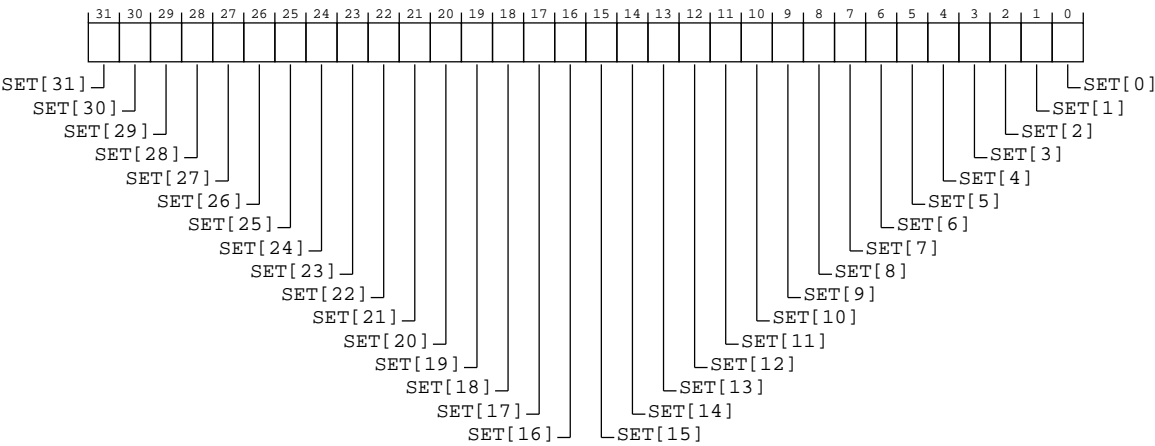 31 30 29 28 27 26 25 24 23 22 21 20 19 18 17 16 15 14 13 12 11 10 9 8 7 6 5 4 3 2 1 0
SET[31] SET[0]
SET[30] SET[1]
SET[29] SET[2]
SET[28] SET[3]
SET[27] SET[4]
SET[26] SET[5]
SET[25] SET[6]
SET[24] SET[7]
SET[23] SET[8]
SET[22] SET[9]
SET[21] SET[10]
SET[20] SET[11]
SET[19] SET[12]
SET[18] SET[13]
SET[17] SET[14]
SET[16] SET[15]